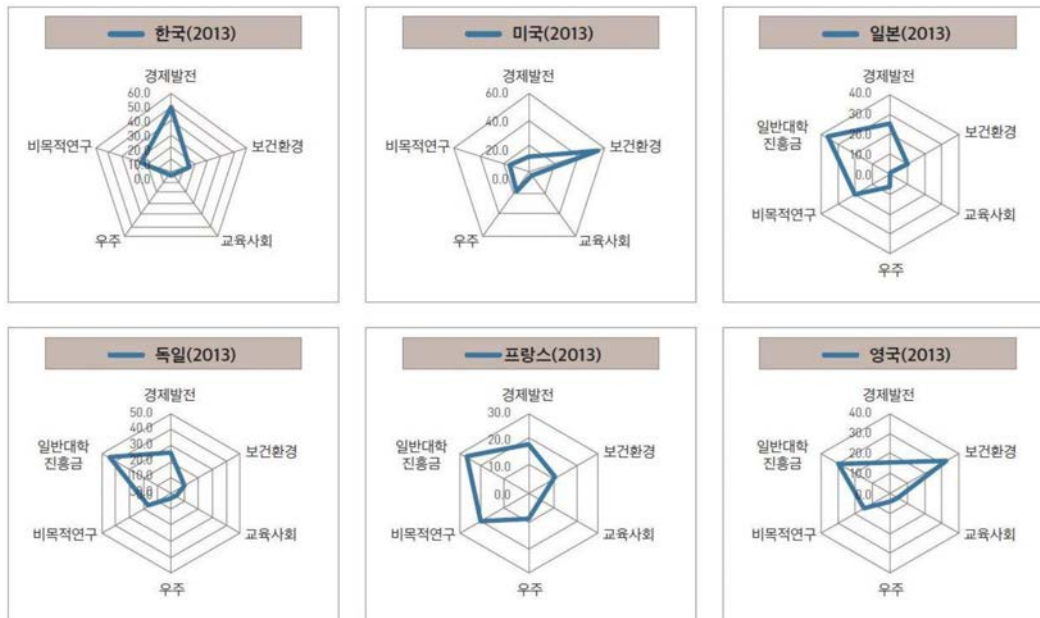 한국(2013)
경제발전
60.0
50.0
40.0
30.0
20.0
10.0
0.0
비목적연구
보건환경
우주
교육사회
미국(2013)
경제발전
60.0
40.0
20.0
0.0
비목적연구
보건환경
우주
교육사회
일본(2013)
경제발전
40.0
30.0
20.0
10.0
0.0
일반대학
진흥금
보건환경
비목적연구
교육사회
우주
독일(2013)
경제발전
50.0
40.0
30.0
20.0
10.0
일반대학
진흥금
보건환경
비목적연구
교육사회
우주
프랑스(2013)
경제발전
30.0
20.0
10.0
0.0
일반대학
진흥금
보건환경
비목적연구
교육사회
우주
영국(2013)
경제발전
40.0
30.0
20.0
10.0
0.0
일반대학
진흥금
보건환경
비목적연구
교육사회
우주